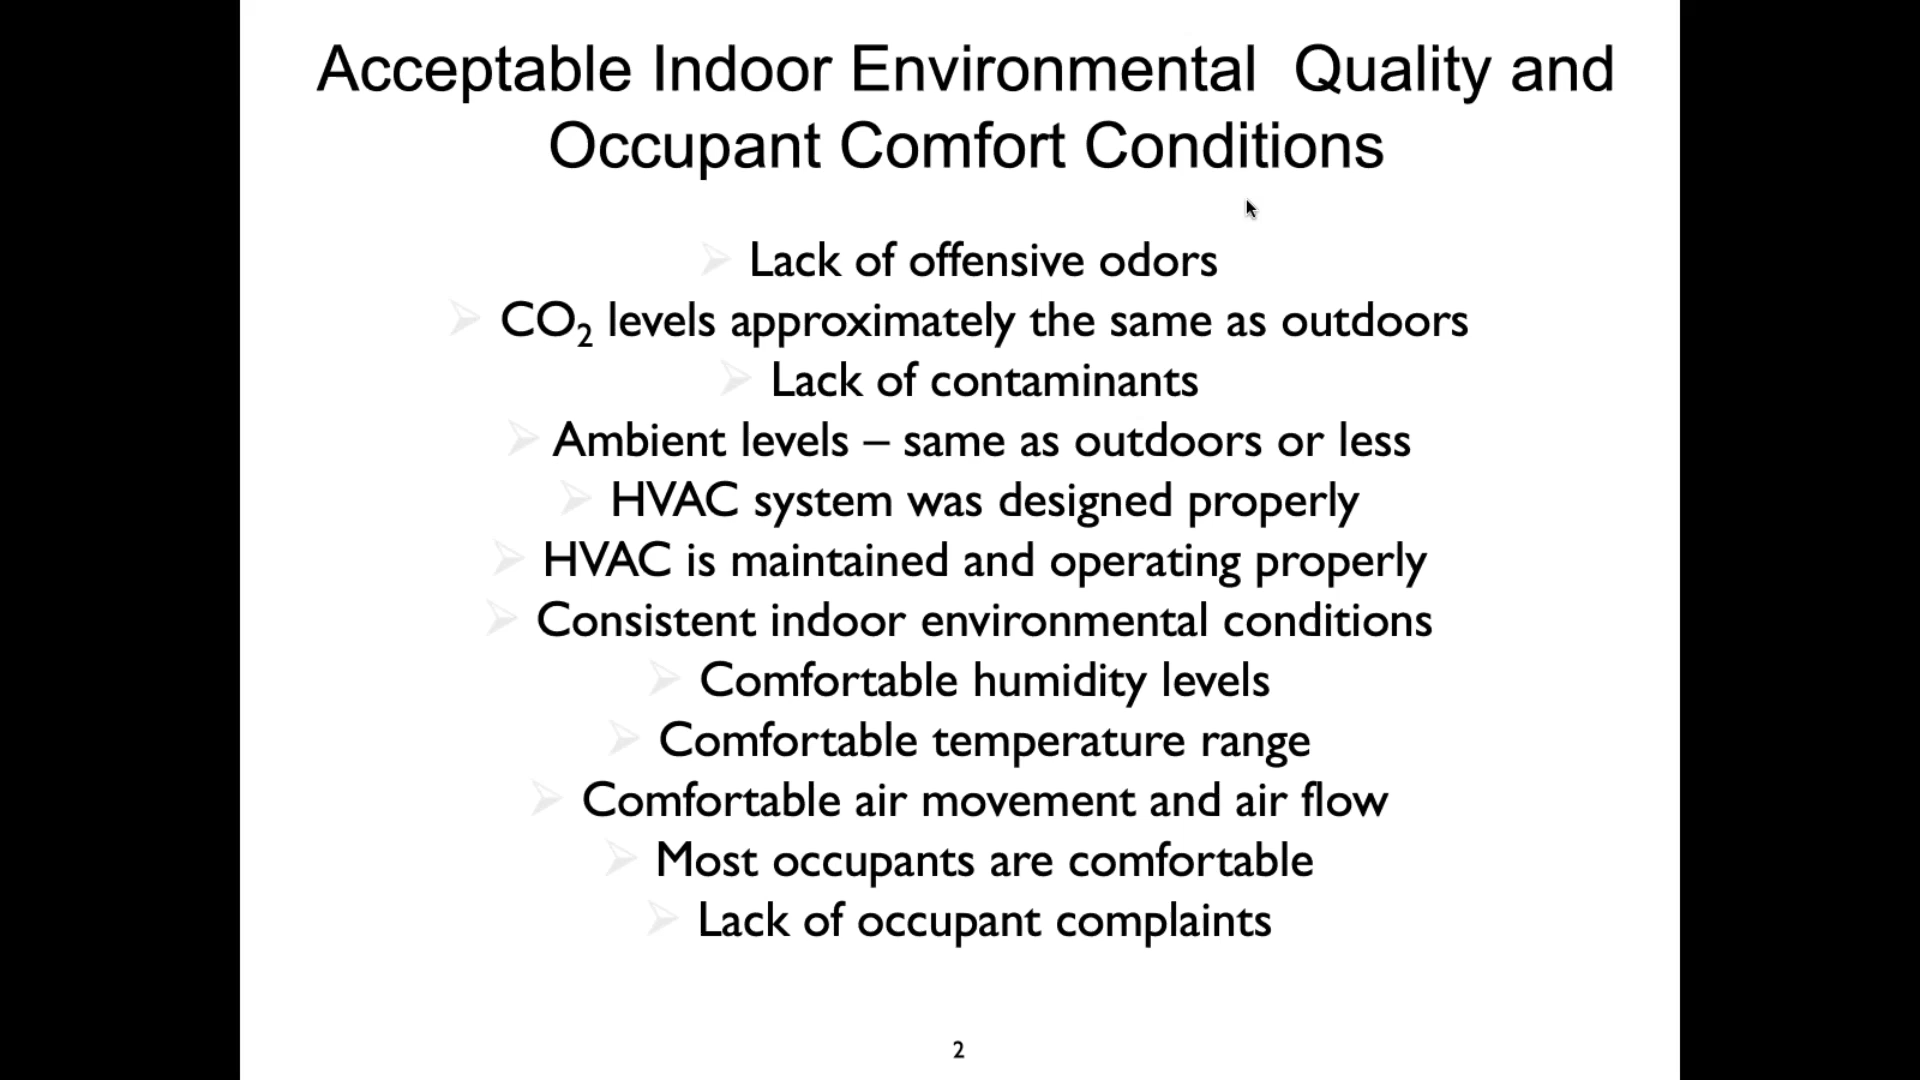 Acceptable Indoor Environmental  Quality and
Occupant Comfort Conditions
➢ Lack of offensive odors
➢ CO₂ levels approximately the same as outdoors
➢ Lack of contaminants
➢ Ambient levels – same as outdoors or less
➢ HVAC system was designed properly
➢ HVAC is maintained and operating properly
➢ Consistent indoor environmental conditions
➢ Comfortable humidity levels
➢ Comfortable temperature range
➢ Comfortable air movement and air flow
➢ Most occupants are comfortable
➢ Lack of occupant complaints
2